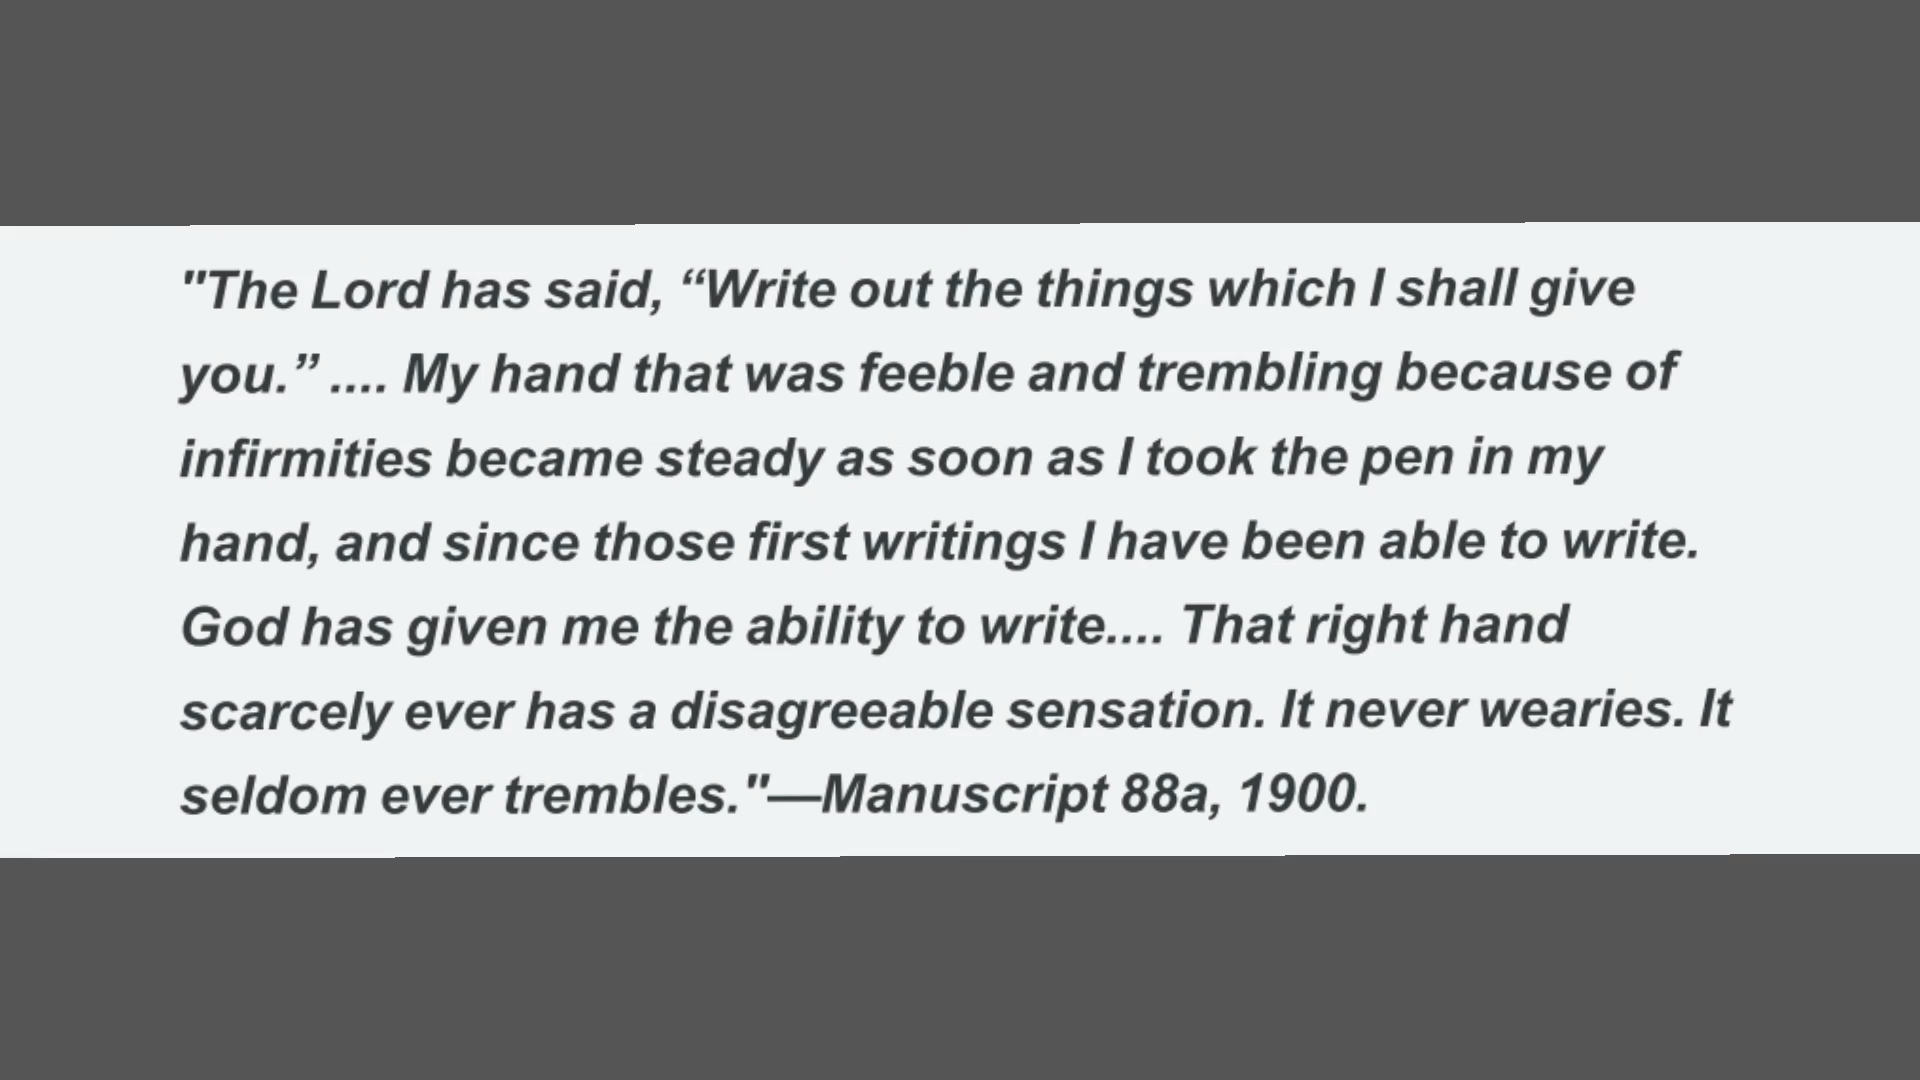 "The Lord has said, “Write out the things which I shall give
you.” .... My hand that was feeble and trembling because of
infirmities became steady as soon as I took the pen in my
hand, and since those first writings I have been able to write.
God has given me the ability to write.... That right hand
scarcely ever has a disagreeable sensation. It never wearies. It
seldom ever trembles."—Manuscript 88a, 1900.